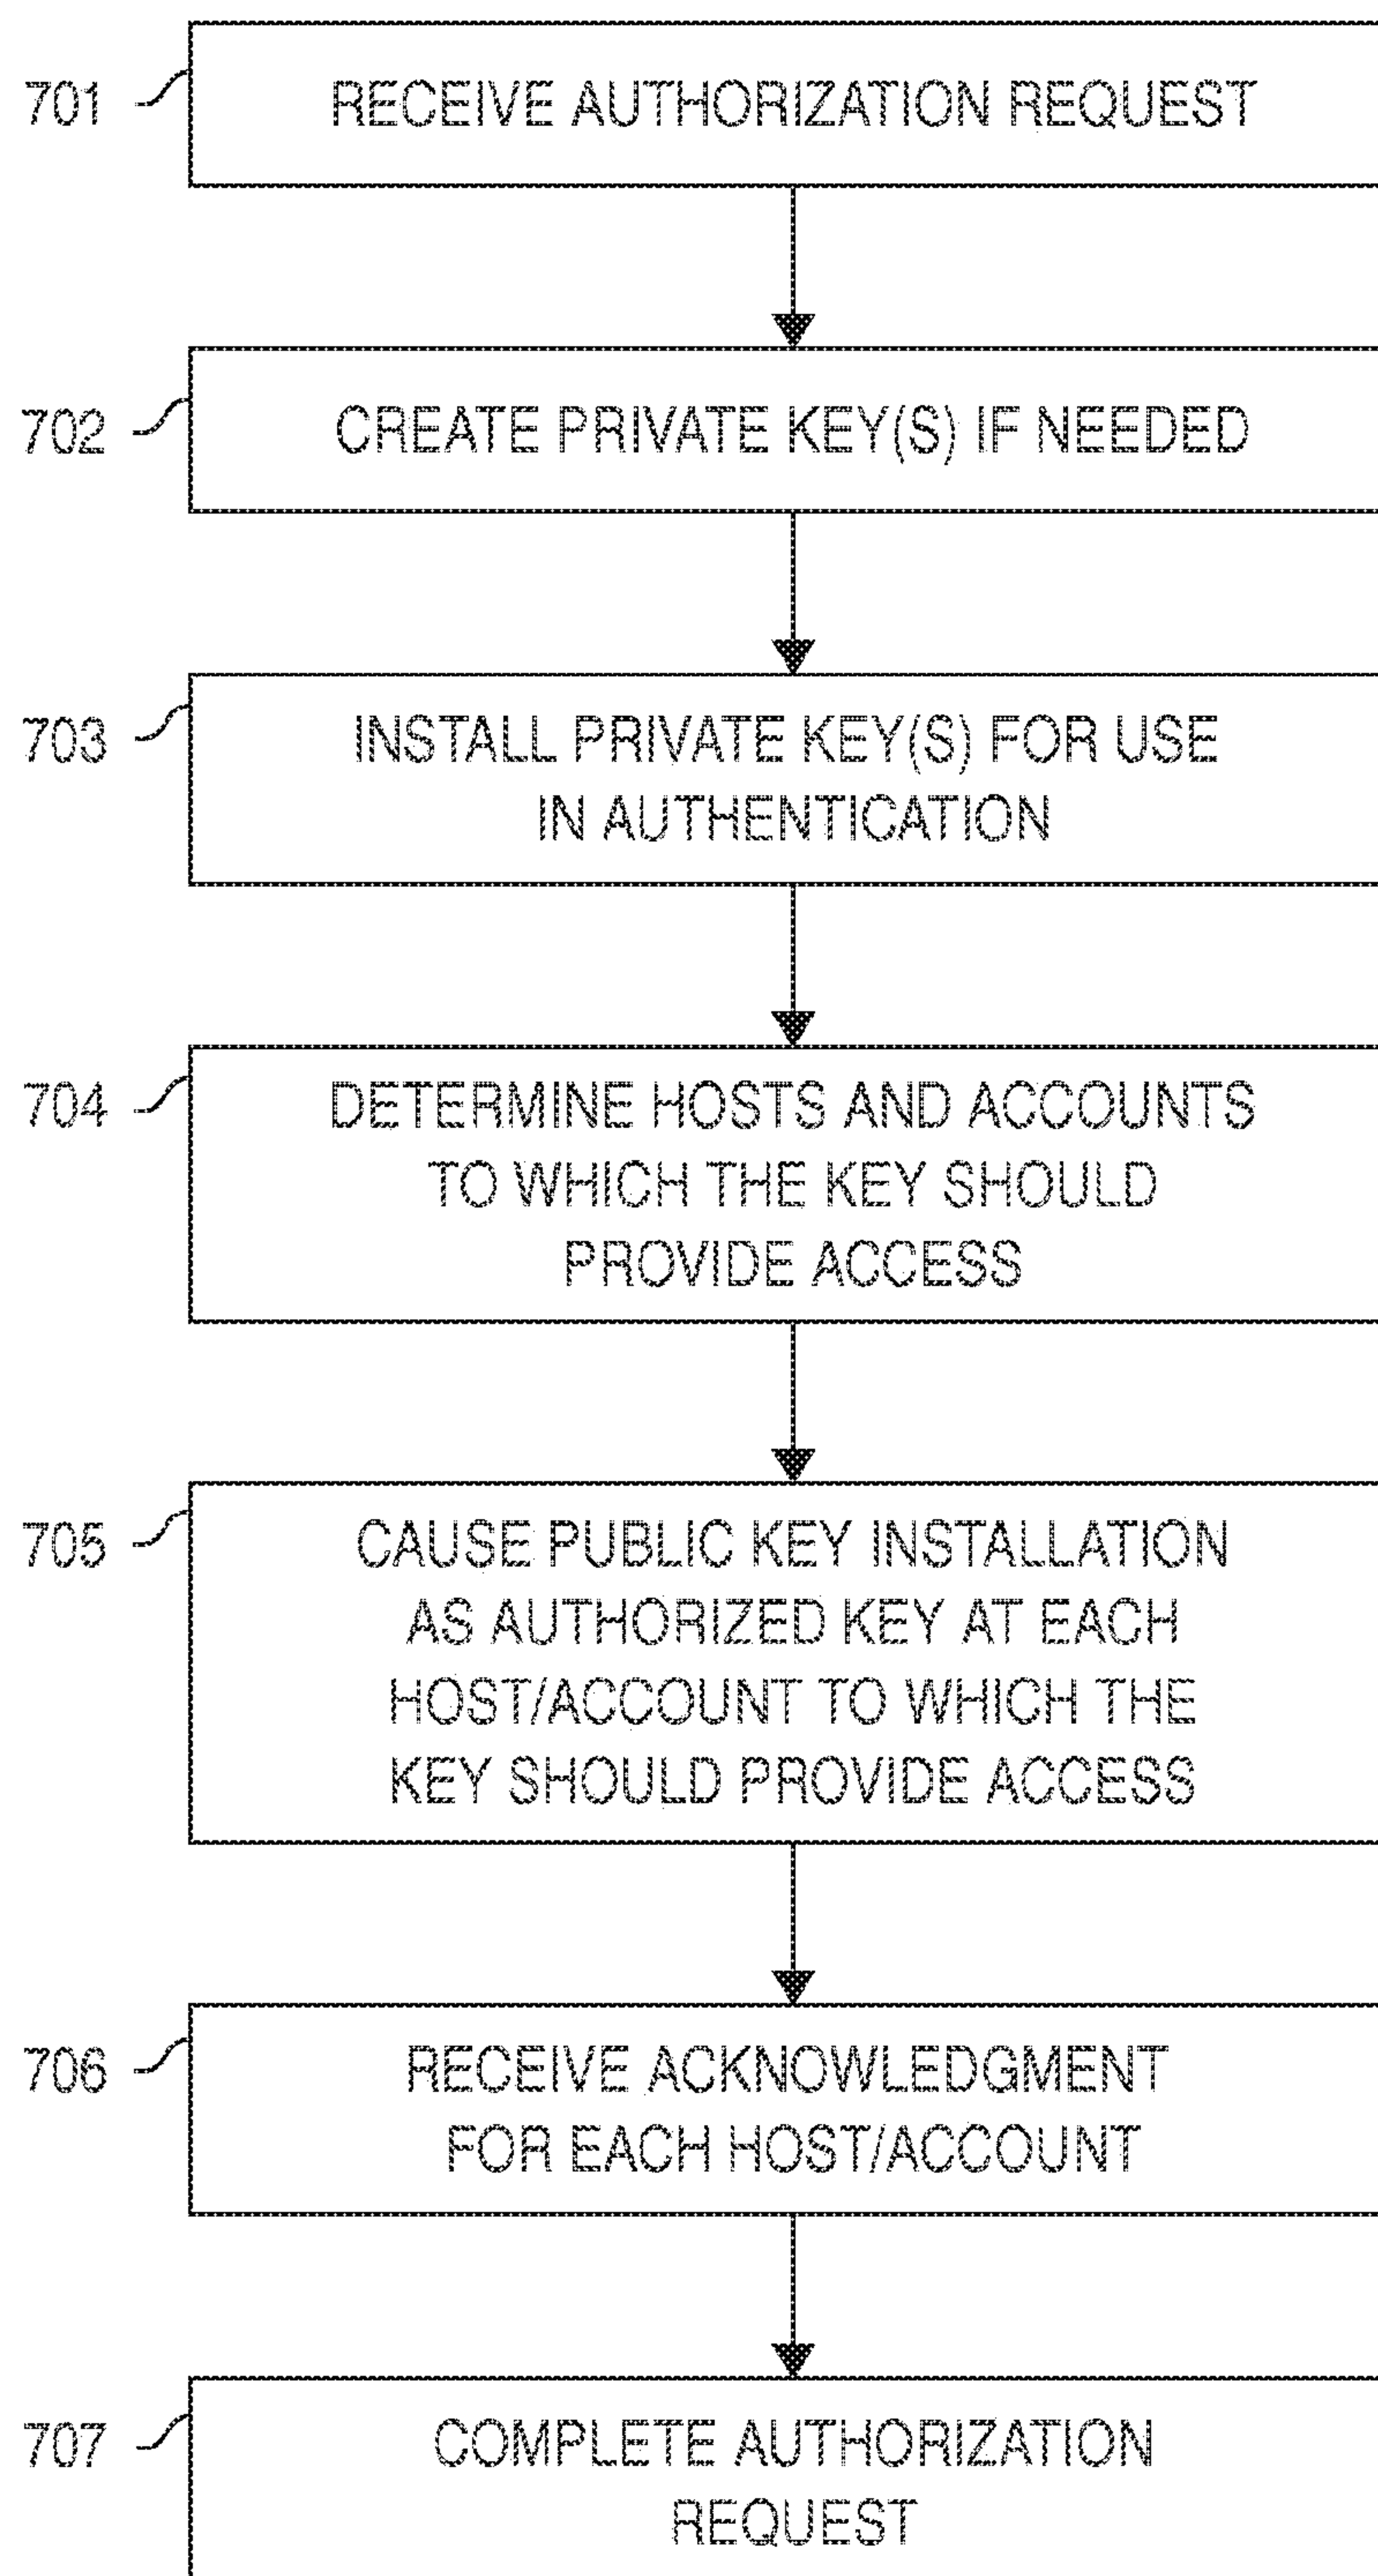 701 RECEIVE AUTHORIZATION REQUEST
702 CREATE PRIVATE KEY(S) IF NEEDED
703 INSTALL PRIVATE KEY(S) FOR USE
IN AUTHENTICATION
704 DETERMINE HOSTS AND ACCOUNTS
TO WHICH THE KEY SHOULD
PROVIDE ACCESS
705 CAUSE PUBLIC KEY INSTALLATION
AS AUTHORIZED KEY AT EACH
HOST/ACCOUNT TO WHICH THE
KEY SHOULD PROVIDE ACCESS
706 RECEIVE ACKNOWLEDGMENT
FOR EACH HOST/ACCOUNT
707 COMPLETE AUTHORIZATION
REQUEST